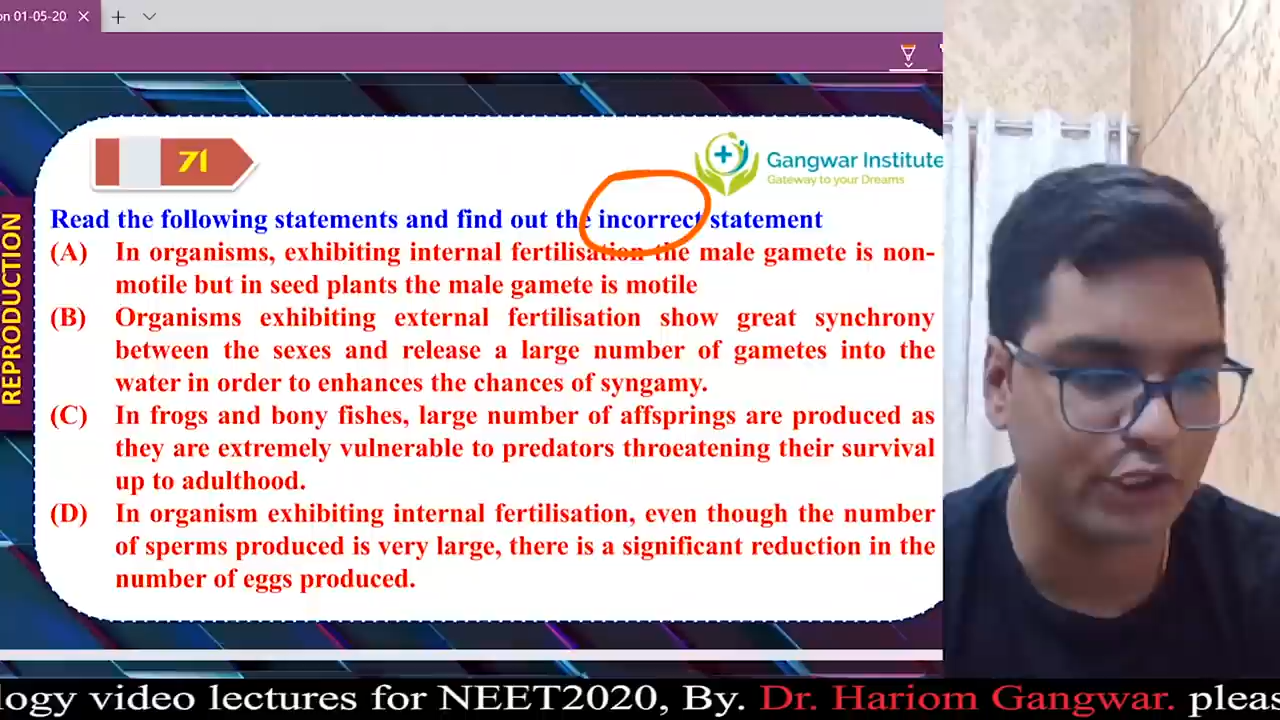 on 01-05-20
71
Gangwar Institute
Gateway to your Dreams
REPRODUCTION
Read the following statements and find out the incorrect statement
(A) In organisms, exhibiting internal fertilisation the male gamete is non-
motile but in seed plants the male gamete is motile
(B) Organisms exhibiting external fertilisation show great synchrony
between the sexes and release a large number of gametes into the
water in order to enhances the chances of syngamy.
(C) In frogs and bony fishes, large number of affsprings are produced as
they are extremely vulnerable to predators throeatening their survival
up to adulthood.
(D) In organism exhibiting internal fertilisation, even though the number
of sperms produced is very large, there is a significant reduction in the
number of eggs produced.
logy video lectures for NEET2020, By. Dr. Hariom Gangwar. pleas